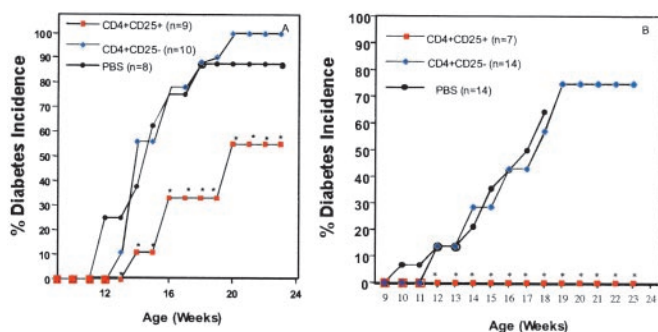 A
CD4+CD25+ (n=9)
CD4+CD25- (n=10)
PBS (n=8)
% Diabetes Incidence
100
90
80
70
60
50
40
30
20
10
0
12 16 20 24
Age (Weeks)
B
CD4+CD25+ (n=7)
CD4+CD25- (n=14)
PBS (n=14)
% Diabetes Incidence
100
90
80
70
60
50
40
30
20
10
0
9 10 11 12 13 14 15 16 17 18 19 20 21 22 23 24
Age (Weeks)